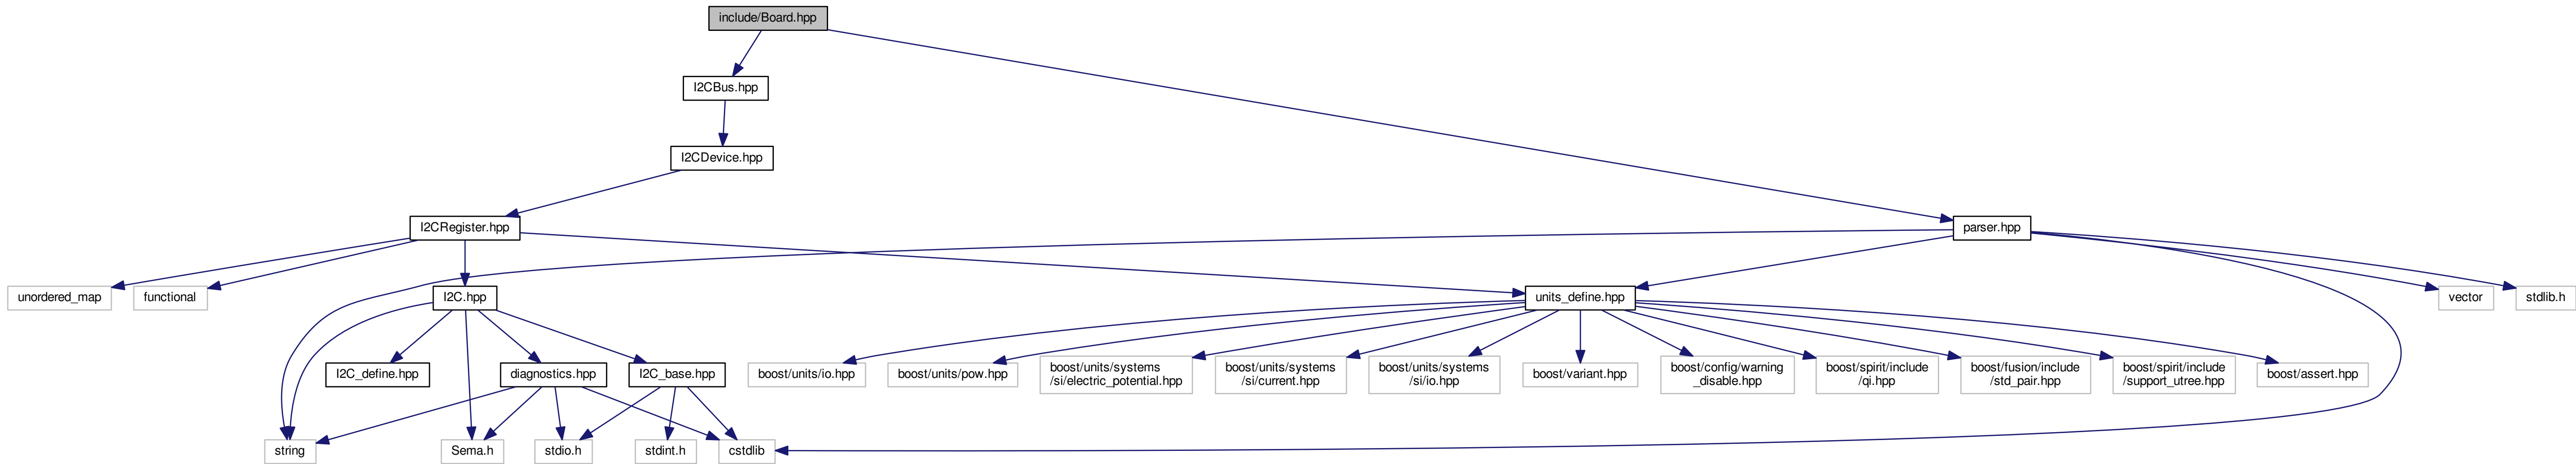 include/Board.hpp
I2CBus.hpp
I2CDevice.hpp
I2CRegister.hpp
parser.hpp
unordered_map
functional
I2C.hpp
units_define.hpp
vector
stdlib.h
I2C_define.hpp
diagnostics.hpp
I2C_base.hpp
boost/units/io.hpp
boost/units/pow.hpp
boost/units/systems
/si/electric_potential.hpp
boost/units/systems
/si/current.hpp
boost/units/systems
/si/io.hpp
boost/variant.hpp
boost/config/warning
_disable.hpp
boost/spirit/include
/qi.hpp
boost/fusion/include
/std_pair.hpp
boost/spirit/include
/support_utree.hpp
boost/assert.hpp
string
Sema.h
stdio.h
stdint.h
cstdlib